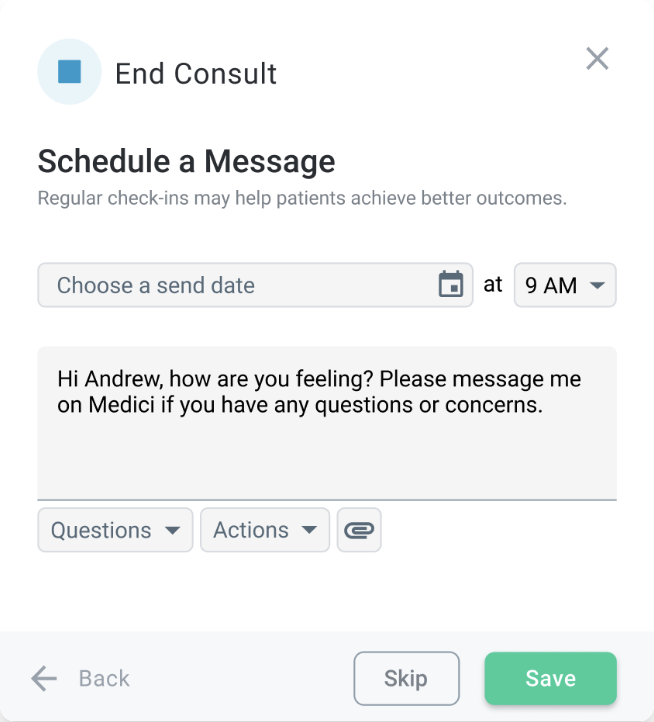 End Consult
Schedule a Message
Regular check-ins may help patients achieve better outcomes.
Choose a send date at 9 AM
Hi Andrew, how are you feeling? Please message me
on Medici if you have any questions or concerns.
Questions Actions
Back Skip Save